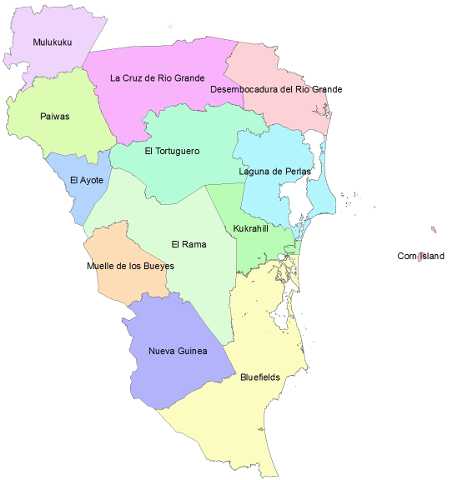 Mulukuku
La Cruz de Rio Grande
Desembocadura del Rio Grande
Paiwas
El Tortuguero
Laguna de Perlas
El Ayote
Kukrahill
El Rama
Corn Island
Muelle de los Bueyes
Nueva Guinea
Bluefields